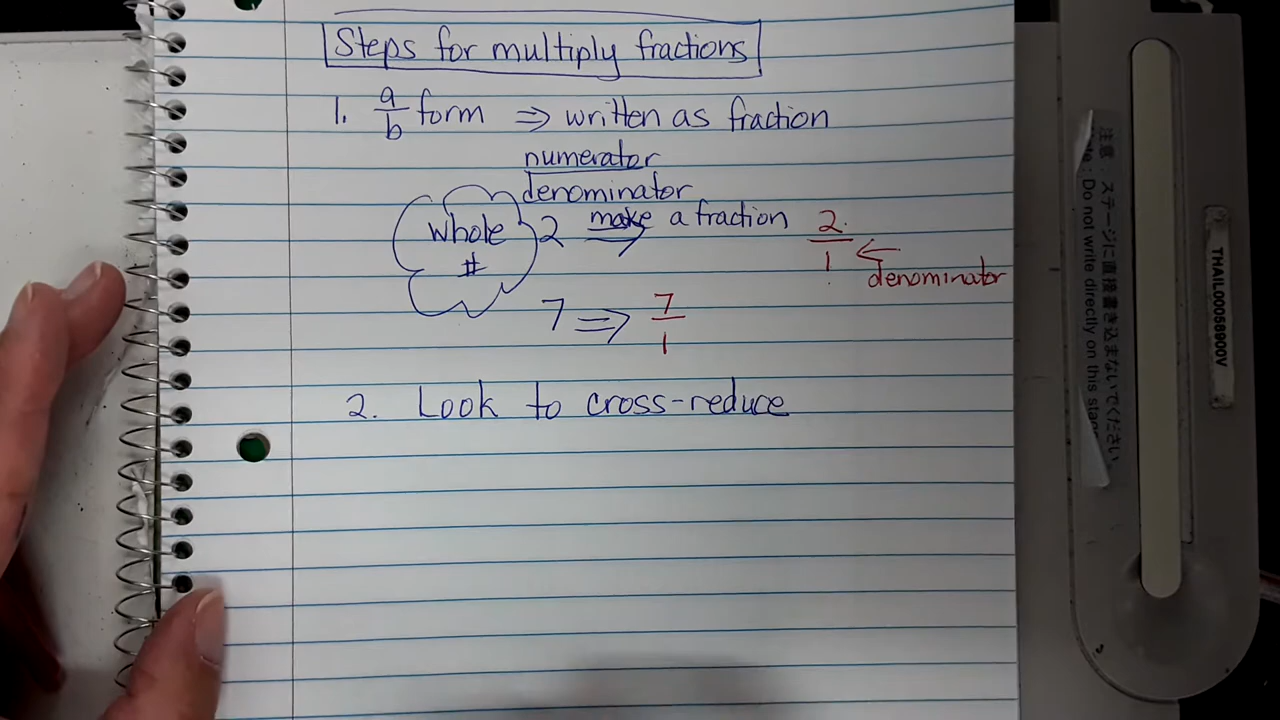 Steps for multiply fractions
1. a/b form ⇒ written as fraction
numerator
denominator
whole # 2 make a fraction ⇒ 2/1 ⇐ denominator
7 ⇒ 7/1
2. Look to cross-reduce
注意:ステージに直接書き込まないでください。
Note : Do not write directly on this stage
THAIL00058900V